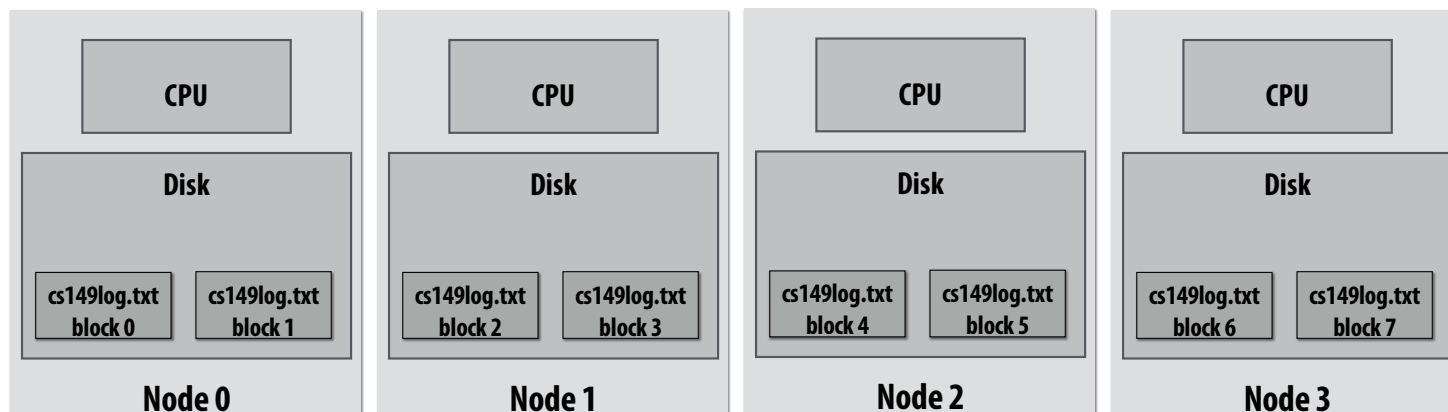 CPU
CPU
CPU
CPU
Disk
Disk
Disk
Disk
cs149log.txt
block 0
cs149log.txt
block 1
cs149log.txt
block 2
cs149log.txt
block 3
cs149log.txt
block 4
cs149log.txt
block 5
cs149log.txt
block 6
cs149log.txt
block 7
Node 0
Node 1
Node 2
Node 3